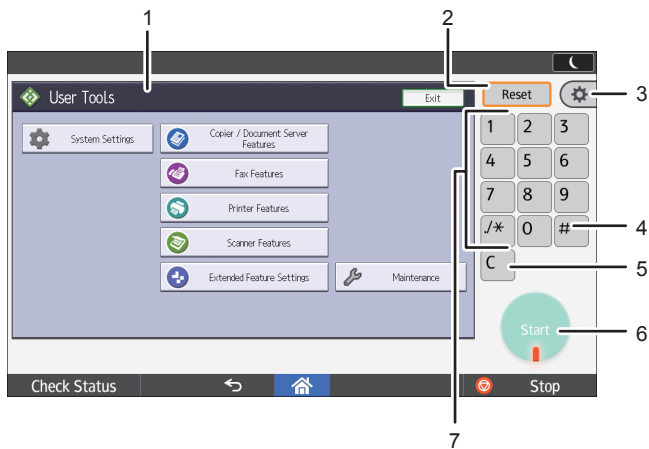 1
2
User Tools
Exit
Reset
3
System Settings
Copier / Document Server
Features
Fax Features
Printer Features
Scanner Features
Extended Feature Settings
Maintenance
1
2
3
4
5
6
7
8
9
./*
0
#
4
C
5
Start
6
Check Status
Stop
7